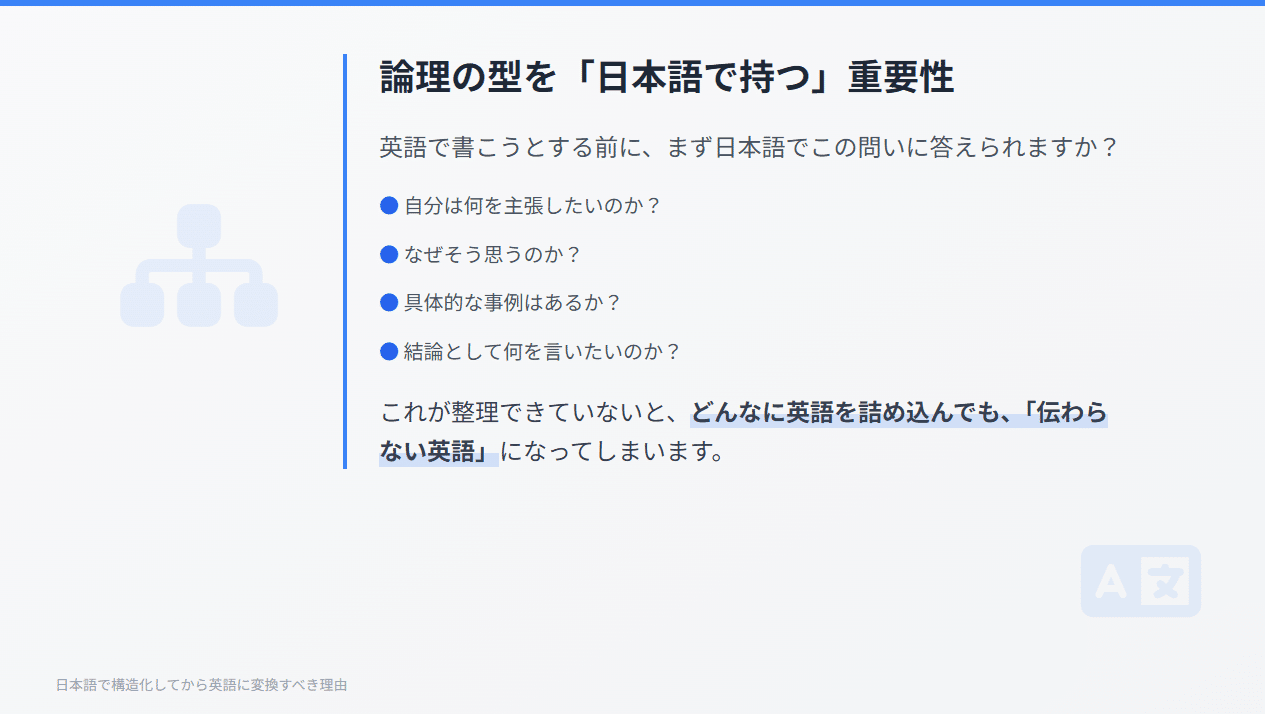 論理の型を「日本語で持つ」重要性
英語で書こうとする前に、まず日本語でこの問いに答えられますか？
● 自分は何を主張したいのか？
● なぜそう思うのか？
● 具体的な事例はあるか？
● 結論として何を言いたいのか？
これが整理できていないと、どんなに英語を詰め込んでも、「伝わら
ない英語」になってしまいます。
A 文
日本語で構造化してから英語に変換すべき理由